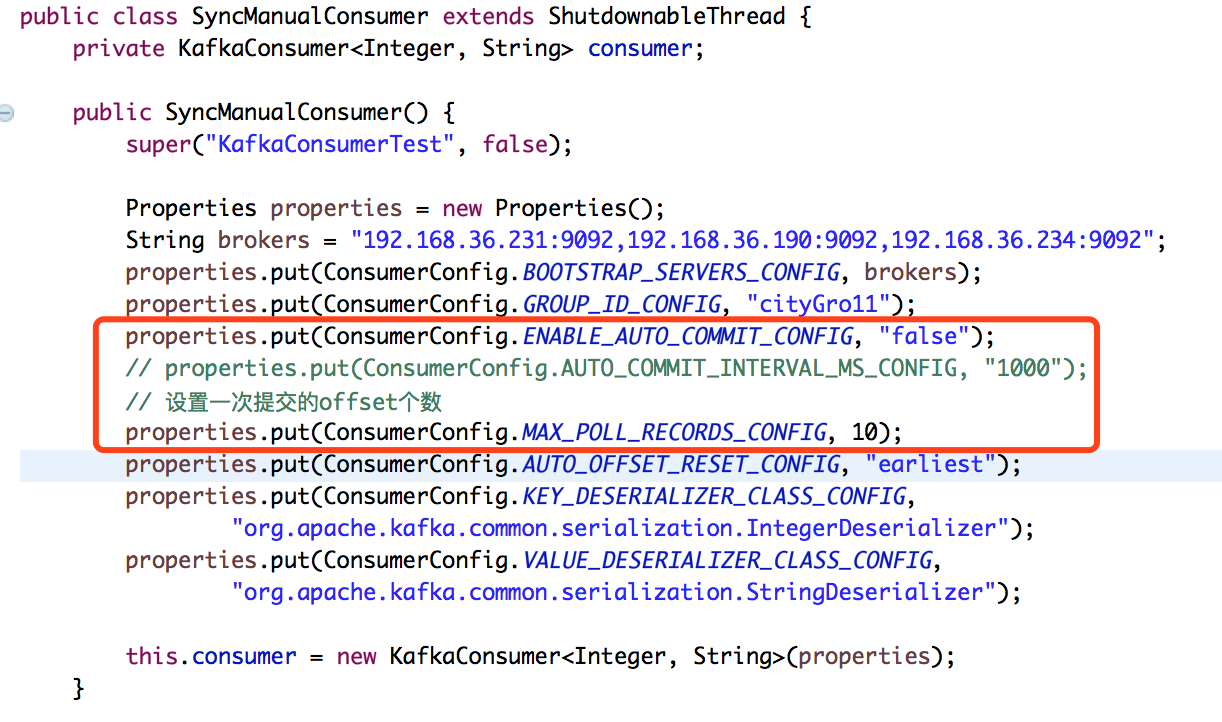 public class SyncManualConsumer extends ShutdownableThread {
private KafkaConsumer<Integer, String> consumer;
public SyncManualConsumer() {
super("KafkaConsumerTest", false);
Properties properties = new Properties();
String brokers = "192.168.36.231:9092,192.168.36.190:9092,192.168.36.234:9092";
properties.put(ConsumerConfig.BOOTSTRAP_SERVERS_CONFIG, brokers);
properties.put(ConsumerConfig.GROUP_ID_CONFIG, "cityGro11");
properties.put(ConsumerConfig.ENABLE_AUTO_COMMIT_CONFIG, "false");
// properties.put(ConsumerConfig.AUTO_COMMIT_INTERVAL_MS_CONFIG, "1000");
// 设置一次提交的offset个数
properties.put(ConsumerConfig.MAX_POLL_RECORDS_CONFIG, 10);
properties.put(ConsumerConfig.AUTO_OFFSET_RESET_CONFIG, "earliest");
properties.put(ConsumerConfig.KEY_DESERIALIZER_CLASS_CONFIG,
"org.apache.kafka.common.serialization.IntegerDeserializer");
properties.put(ConsumerConfig.VALUE_DESERIALIZER_CLASS_CONFIG,
"org.apache.kafka.common.serialization.StringDeserializer");
this.consumer = new KafkaConsumer<Integer, String>(properties);
}